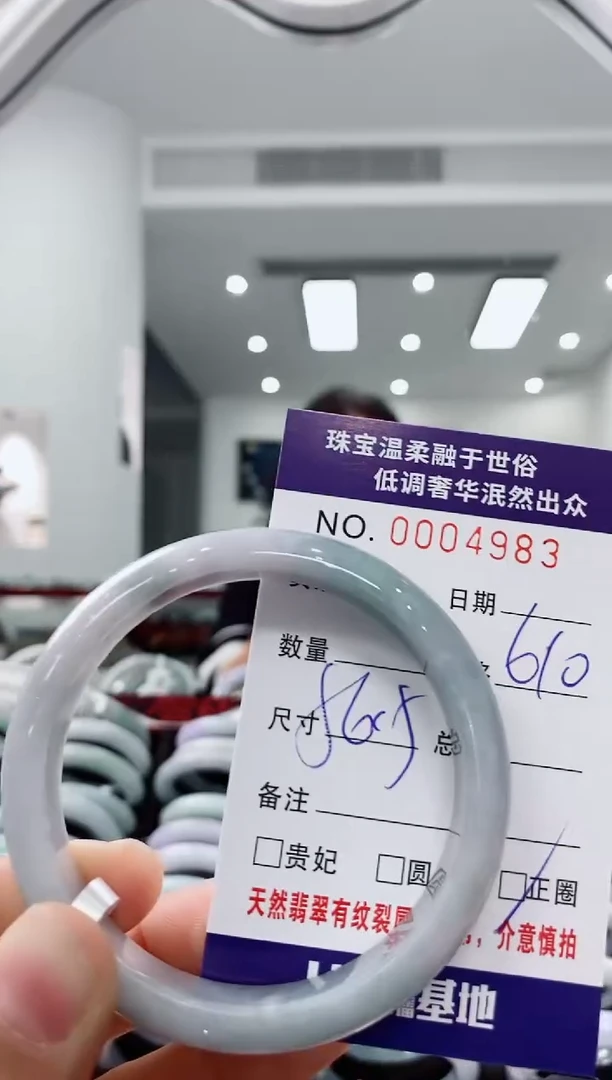 珠宝温柔融于世俗
低调奢华泯然出众
NO. 0004983
日期
数量 610
尺寸 56.5 总
备注
□贵妃 □圆 □正圈
天然翡翠有纹裂 ，介意慎拍
基地